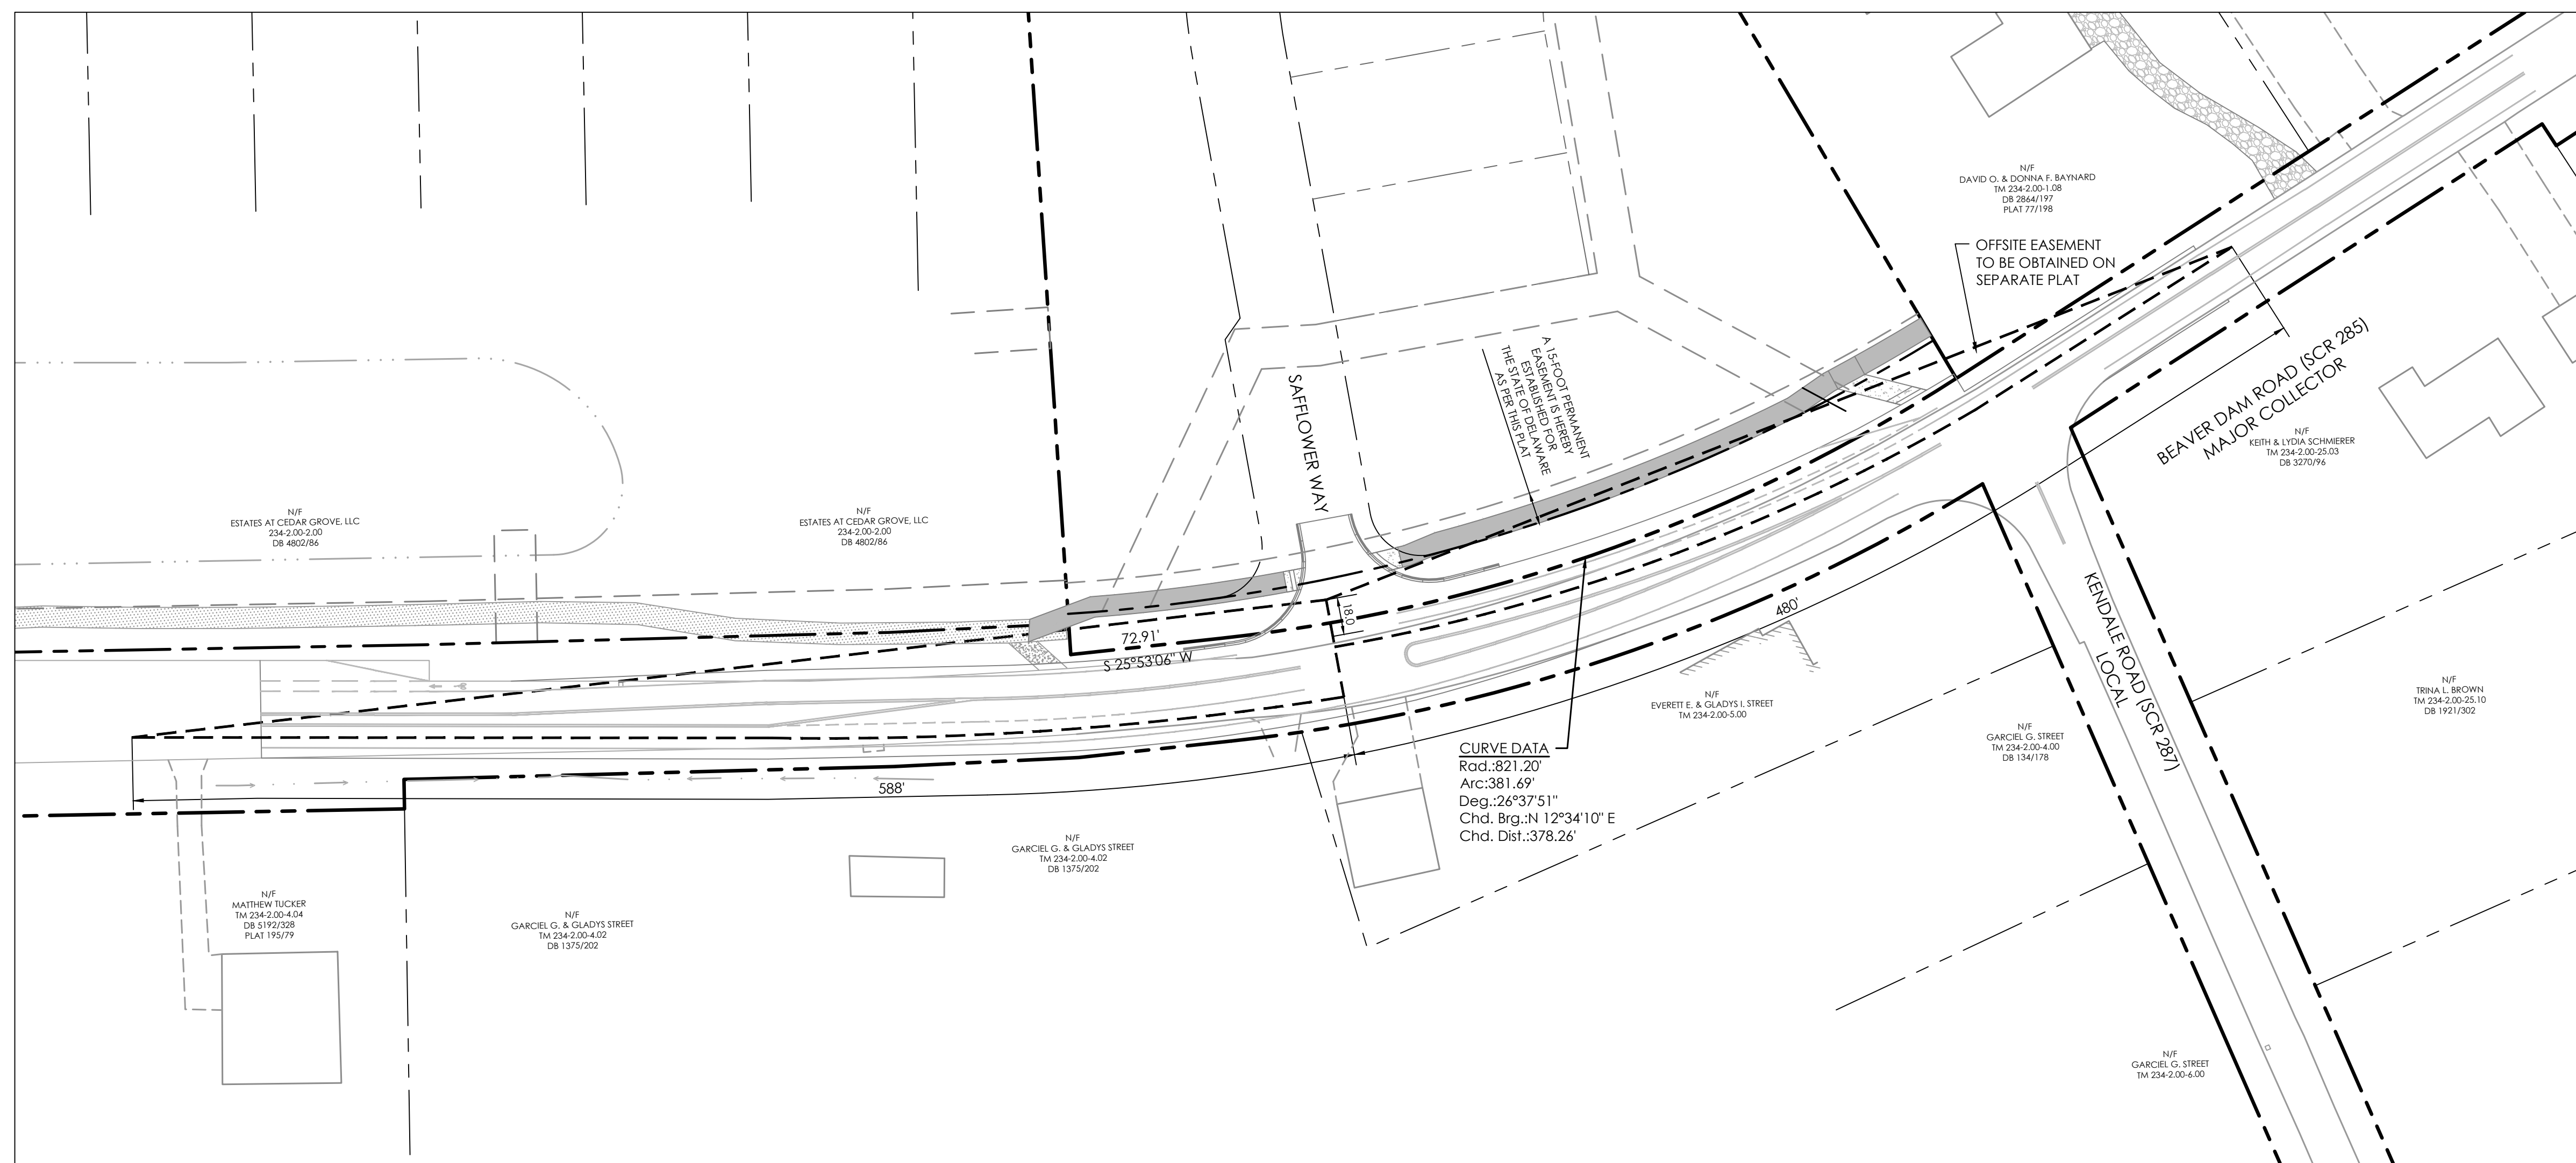 N/F
DAVID O. & DONNA F. BAYNARD
TM 234-2.00-1.08
DB 2864/197
PLAT 77/198
OFFSITE EASEMENT
TO BE OBTAINED ON
SEPARATE PLAT
A 15-FOOT PERMANENT
EASEMENT IS HEREBY
ESTABLISHED FOR
THE STATE OF DELAWARE
AS PER THIS PLAT
SAFFLOWER WAY
BEAVER DAM ROAD (SCR 285)
MAJOR COLLECTOR
N/F
KEITH & LYDIA SCHMIERER
TM 234-2.00-25.03
DB 3270/96
N/F
ESTATES AT CEDAR GROVE, LLC
234-2.00-2.00
DB 4802/86
N/F
ESTATES AT CEDAR GROVE, LLC
234-2.00-2.00
DB 4802/86
72.91'
S 25°53'06" W
18.0
480'
KENDALE ROAD (SCR 287)
LOCAL
N/F
EVERETT E. & GLADYS I. STREET
TM 234-2.00-5.00
N/F
GARCIEL G. STREET
TM 234-2.00-4.00
DB 134/178
N/F
TRINA L. BROWN
TM 234-2.00-25.10
DB 1921/302
588'
CURVE DATA
Rad.:821.20'
Arc:381.69'
Deg.:26°37'51"
Chd. Brg.:N 12°34'10" E
Chd. Dist.:378.26'
N/F
GARCIEL G. & GLADYS STREET
TM 234-2.00-4.02
DB 1375/202
N/F
MATTHEW TUCKER
TM 234-2.00-4.04
DB 5192/328
PLAT 195/79
N/F
GARCIEL G. & GLADYS STREET
TM 234-2.00-4.02
DB 1375/202
N/F
GARCIEL G. STREET
TM 234-2.00-6.00